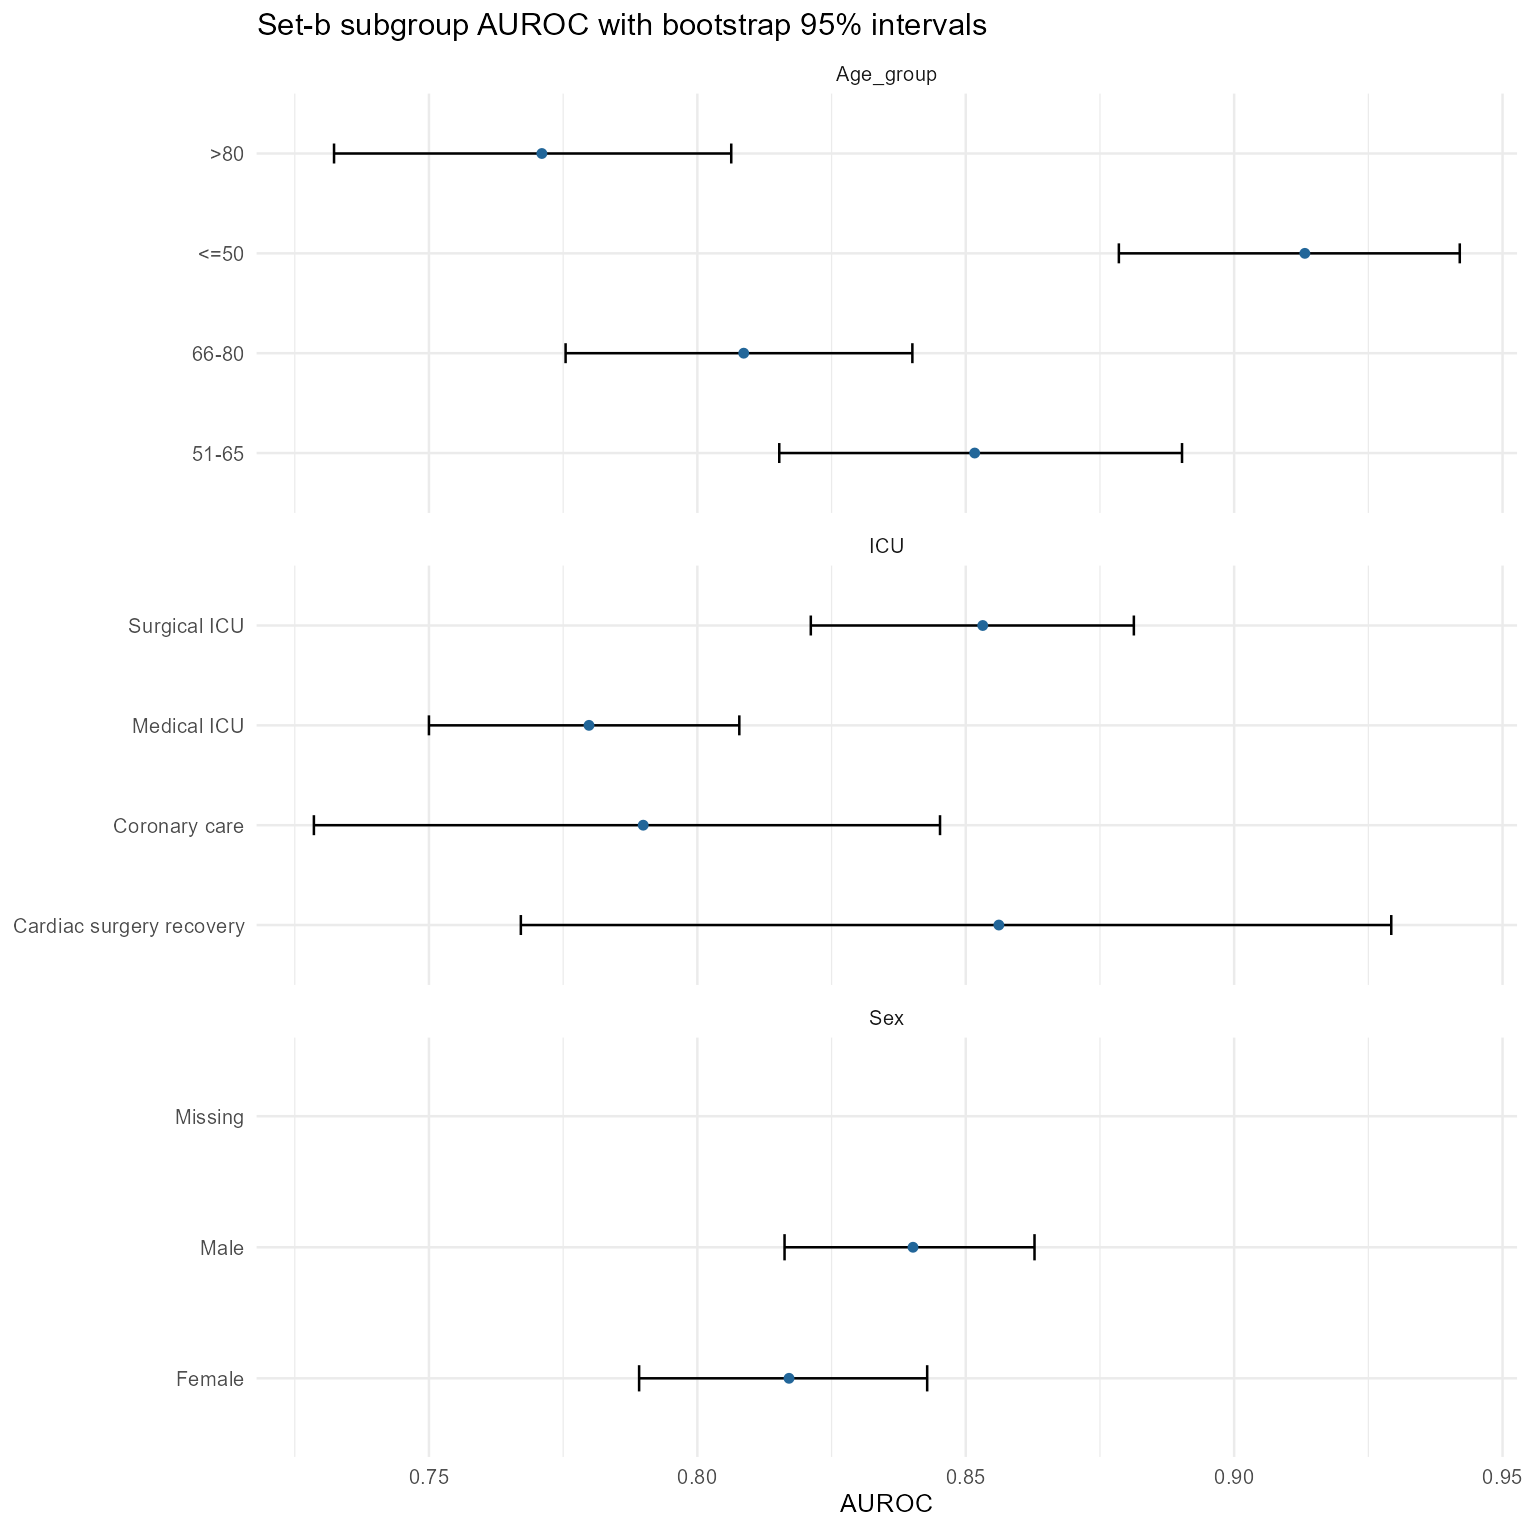 Set-b subgroup AUROC with bootstrap 95% intervals
Age_group
>80
<=50
66-80
51-65
ICU
Surgical ICU
Medical ICU
Coronary care
Cardiac surgery recovery
Sex
Missing
Male
Female
0.75 0.80 0.85 0.90 0.95
AUROC